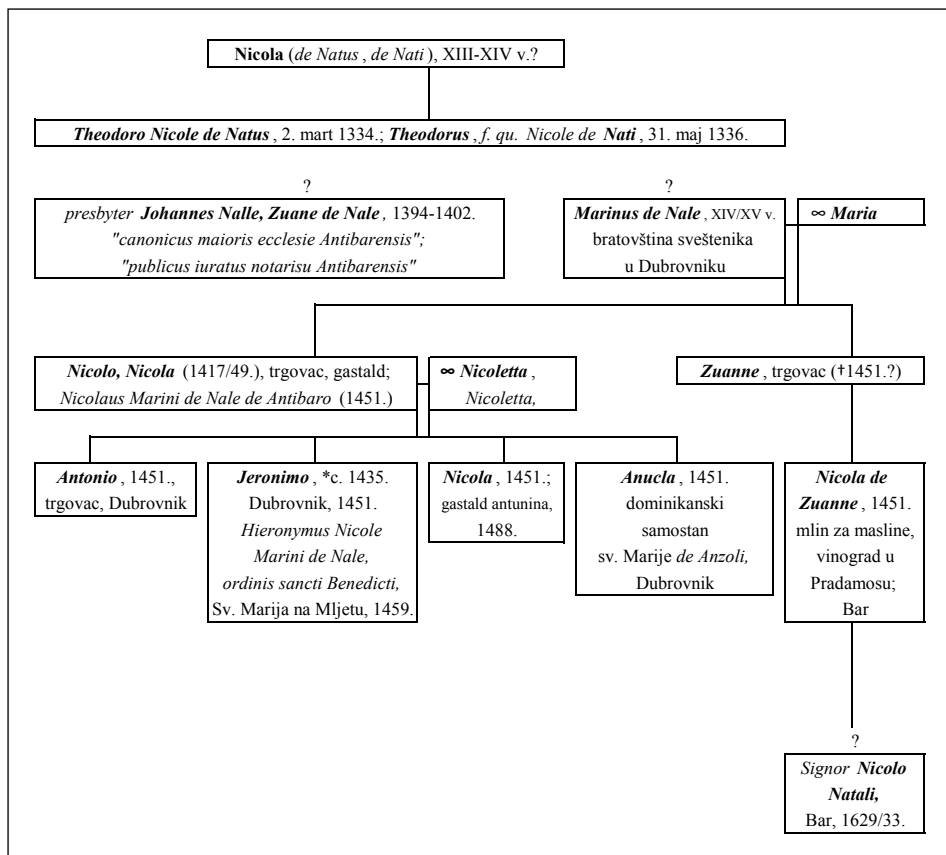 Nicola (de Natus, de Nati), XIII-XIV v.?
Theodoro Nicole de Natus, 2. mart 1334.; Theodorus, f. qu. Nicole de Nati, 31. maj 1336.
?
presbyter Johannes Nalle, Zuane de Nale, 1394-1402.
"canonicus maioris ecclesie Antibarensis";
"publicus iuratus notarisu Antibarensis"
?
Marinus de Nale, XIV/XV v.
bratovština sveštenika
u Dubrovniku
∞ Maria
Nicolo, Nicola (1417/49.), trgovac, gastald;
Nicolaus Marini de Nale de Antibaro (1451.)
∞ Nicoletta,
Nicoletta,
Zuanne, trgovac (†1451.?)
Antonio, 1451.,
trgovac, Dubrovnik
Jeronimo, *c. 1435.
Dubrovnik, 1451.
Hieronymus Nicole
Marini de Nale,
ordinis sancti Benedicti,
Sv. Marija na Mljetu, 1459.
Nicola, 1451.;
gastald antunina,
1488.
Anucla, 1451.
dominikanski
samostan
sv. Marije de Anzoli,
Dubrovnik
Nicola de
Zuanne, 1451.
mlin za masline,
vinograd u
Pradamosu;
Bar
?
Signor Nicolo
Natali,
Bar, 1629/33.